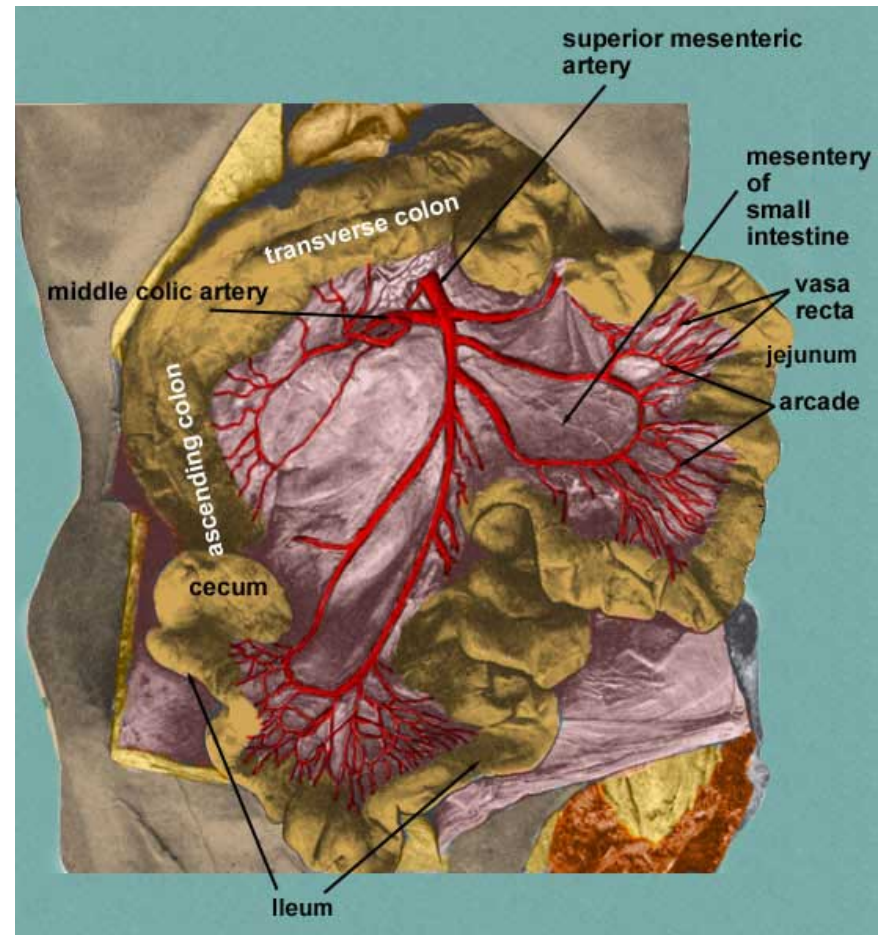 superior mesenteric
artery
mesentery
of
small
intestine
transverse colon
middle colic artery
vasa
recta
jejunum
arcade
ascending colon
cecum
Ileum